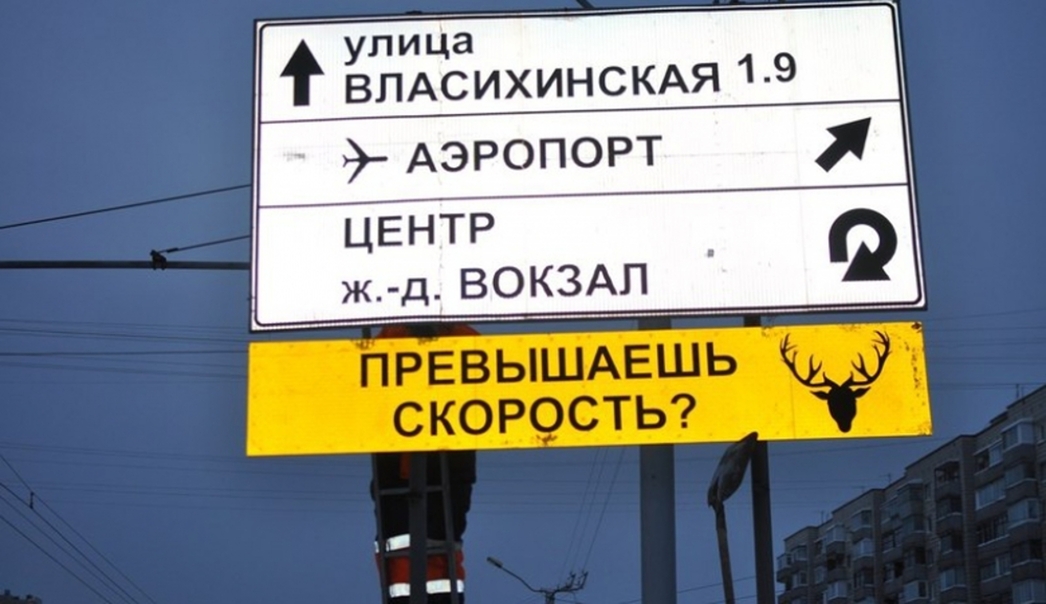 улица
ВЛАСИХИНСКАЯ 1.9
АЭРОПОРТ
ЦЕНТР
ж.-д. ВОКЗАЛ
ПРЕВЫШАЕШЬ
СКОРОСТЬ?